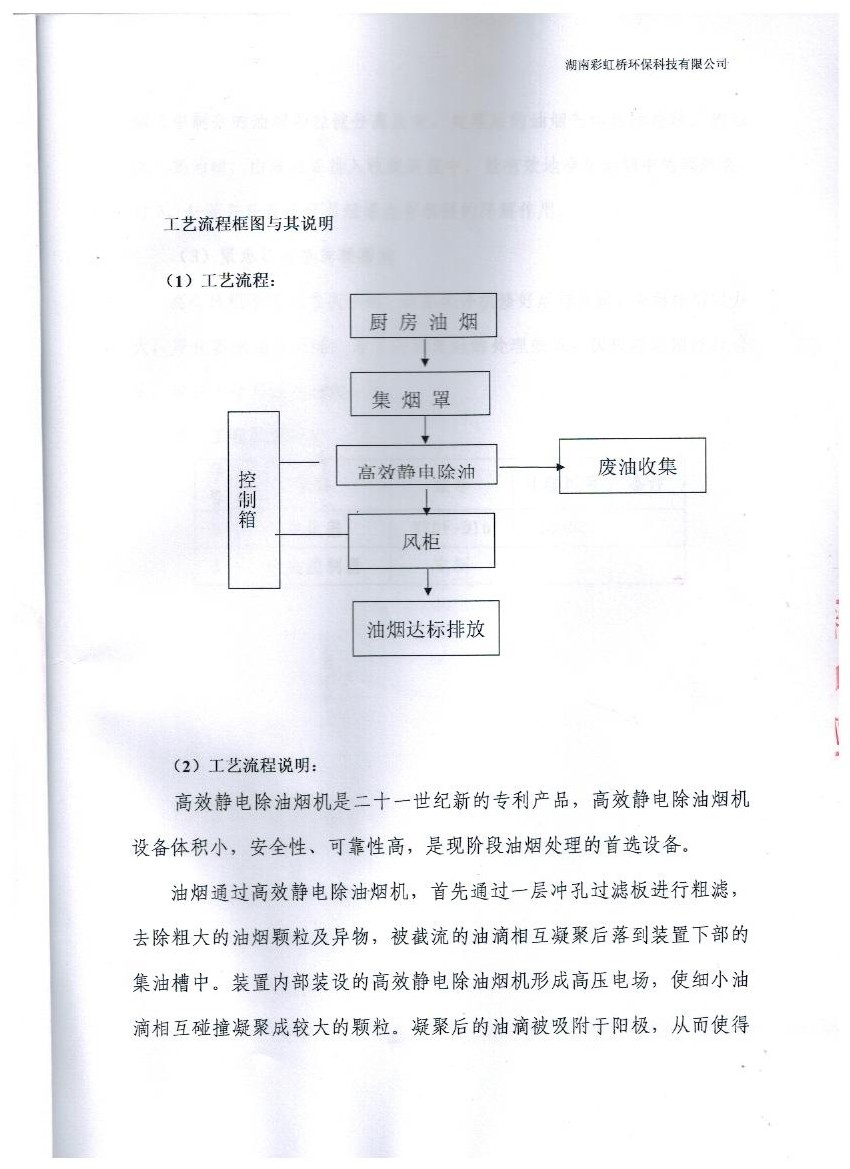 湖南彩虹桥环保科技有限公司
工艺流程框图与其说明
（1）工艺流程：
厨房油烟
集烟罩
高效静电除油
废油收集
控制箱
风柜
油烟达标排放
（2）工艺流程说明：
高效静电除油烟机是二十一世纪新的专利产品，高效静电除油烟机
设备体积小，安全性、可靠性高，是现阶段油烟处理的首选设备。
油烟通过高效静电除油烟机，首先通过一层冲孔过滤板进行粗滤，
去除粗大的油烟颗粒及异物，被截流的油滴相互凝聚后落到装置下部的
集油槽中。装置内部装设的高效静电除油烟机形成高压电场，使细小油
滴相互碰撞凝聚成较大的颗粒。凝聚后的油滴被吸附于阳极，从而使得